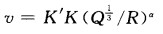 υ = K′K(Q^{1/3}/R)^α